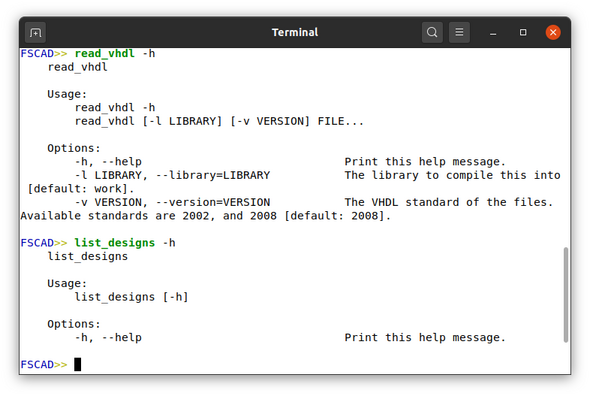 Terminal
FSCAD>> read_vhdl -h
read_vhdl
Usage:
read_vhdl -h
read_vhdl [-l LIBRARY] [-v VERSION] FILE...
Options:
-h, --help Print this help message.
-l LIBRARY, --library=LIBRARY The library to compile this into
[default: work].
-v VERSION, --version=VERSION The VHDL standard of the files.
Available standards are 2002, and 2008 [default: 2008].
FSCAD>> list_designs -h
list_designs
Usage:
list_designs [-h]
Options:
-h, --help Print this help message.
FSCAD>>